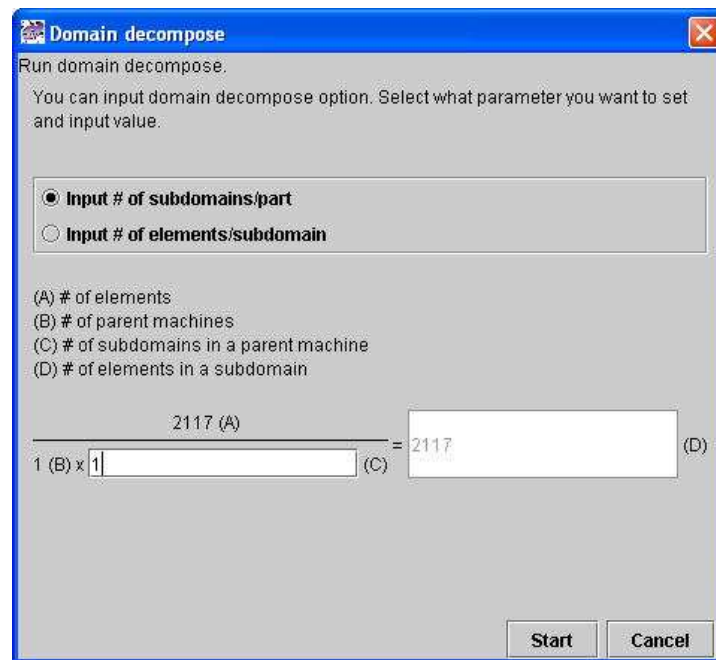 Domain decompose
Run domain decompose.
You can input domain decompose option. Select what parameter you want to set
and input value.
Input # of subdomains/part
Input # of elements/subdomain
(A) # of elements
(B) # of parent machines
(C) # of subdomains in a parent machine
(D) # of elements in a subdomain
2117 (A)
1 (B) x 1 (C) = 2117 (D)
Start Cancel